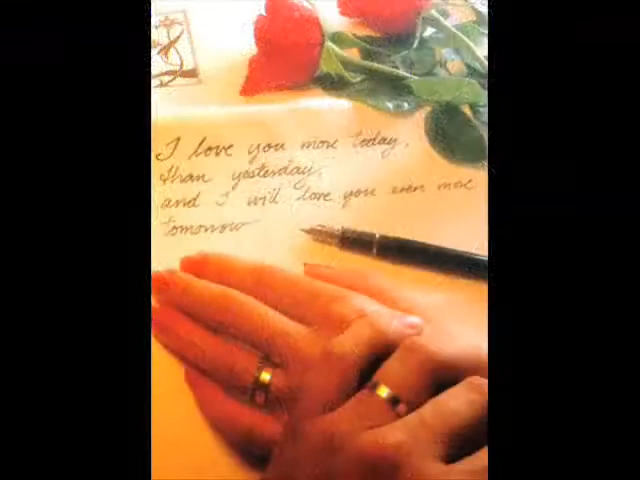 I love you more today,
than yesterday,
and I will love you even more
tomorrow